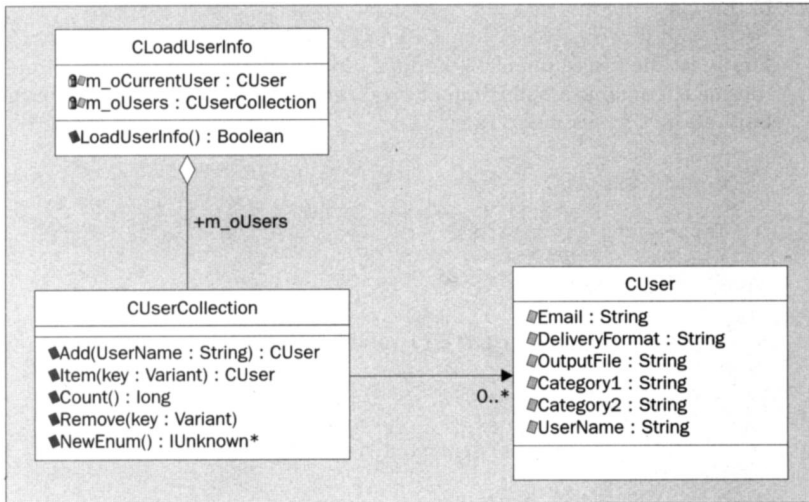 CLoadUserInfo
m_oCurrentUser : CUser
m_oUsers : CUserCollection
LoadUserInfo() : Boolean
+m_oUsers
CUserCollection
Add(UserName : String) : CUser
Item(key : Variant) : CUser
Count() : long
Remove(key : Variant)
NewEnum() : IUnknown*
0..*
CUser
Email : String
DeliveryFormat : String
OutputFile : String
Category1 : String
Category2 : String
UserName : String